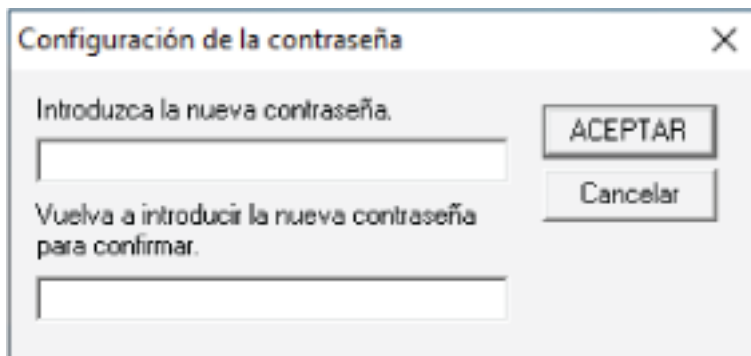 Configuración de la contraseña
Introduzca la nueva contraseña.
ACEPTAR
Cancelar
Vuelva a introducir la nueva contraseña
para confirmar.